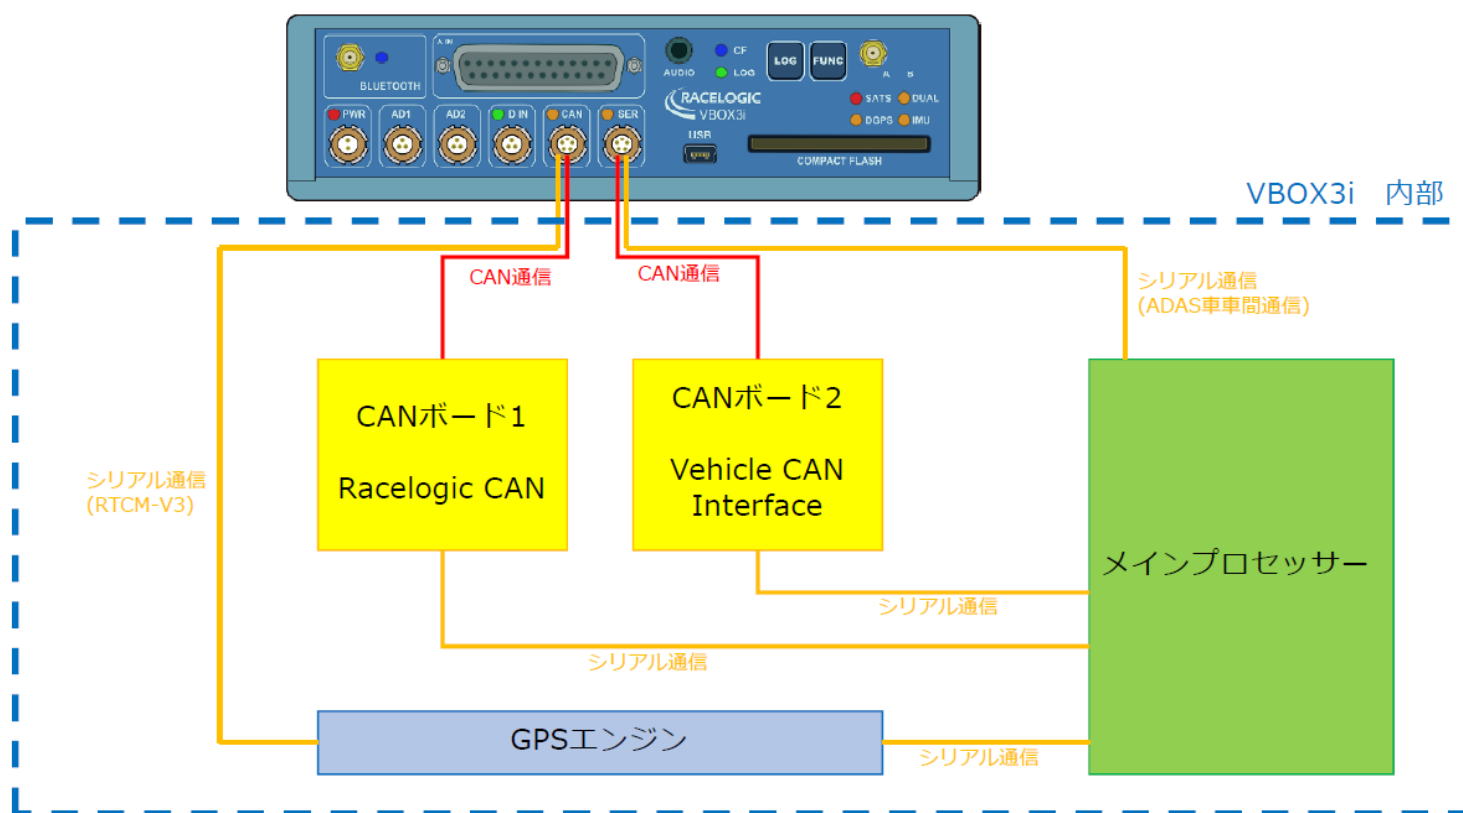 A IN
BLUETOOTH
AUDIO
CF
LOG
LOG
FUNC
A B
RACELOGIC
VBOX3i
SATS
DUAL
DGPS
IMU
PWR
AD1
AD2
D IN
CAN
SER
USB
COMPACT FLASH
VBOX3i 内部
CAN通信
CAN通信
シリアル通信
(ADAS車車間通信)
CANボード1
Racelogic CAN
CANボード2
Vehicle CAN
Interface
シリアル通信
(RTCM-V3)
メインプロセッサー
シリアル通信
シリアル通信
GPSエンジン
シリアル通信